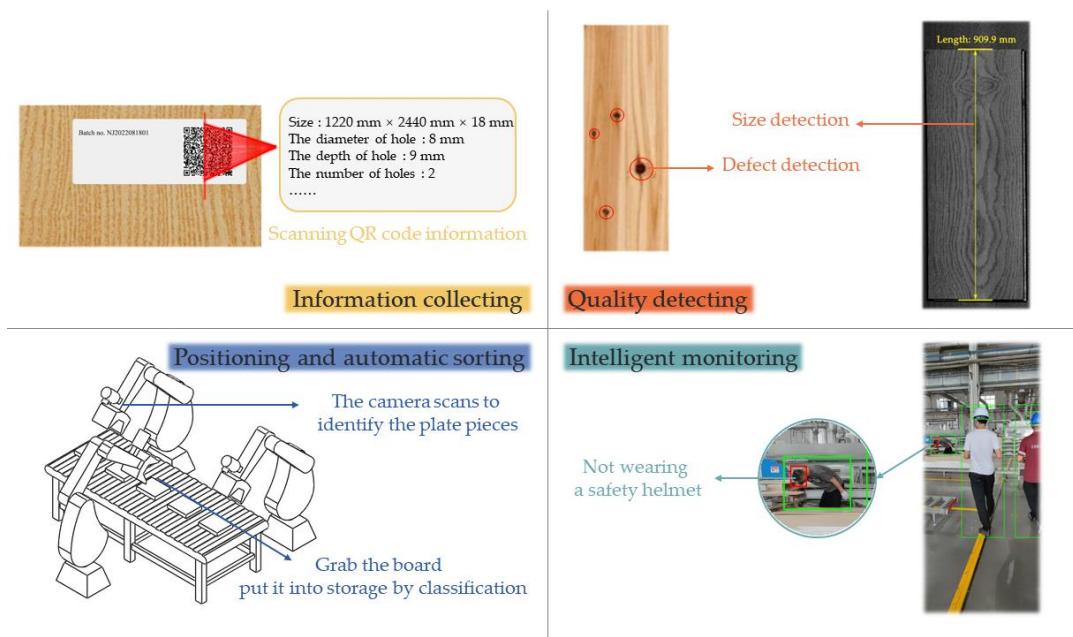 Batch no. NJ2022081801
Size : 1220 mm × 2440 mm × 18 mm
The diameter of hole : 8 mm
The depth of hole : 9 mm
The number of holes : 2
......
Scanning QR code information
Information collecting
Length: 909.9 mm
Size detection
Defect detection
Quality detecting
Positioning and automatic sorting
The camera scans to
identify the plate pieces
Grab the board
put it into storage by classification
Intelligent monitoring
Not wearing
a safety helmet